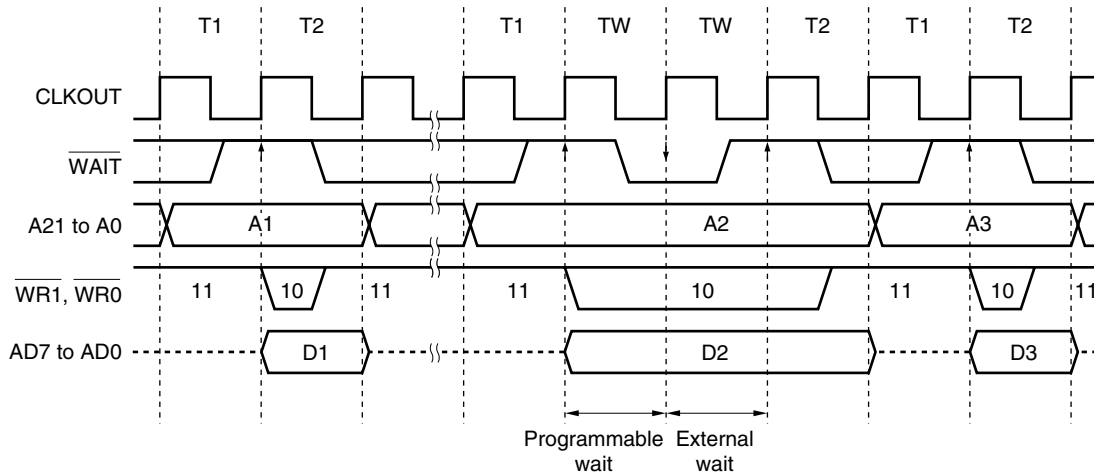 T1 T2 T1 TW TW T2 T1 T2
CLKOUT
WAIT
A21 to A0 A1 A2 A3
WR1, WR0 11 10 11 11 10 11 10 11
AD7 to AD0 D1 D2 D3
Programmable External
wait wait